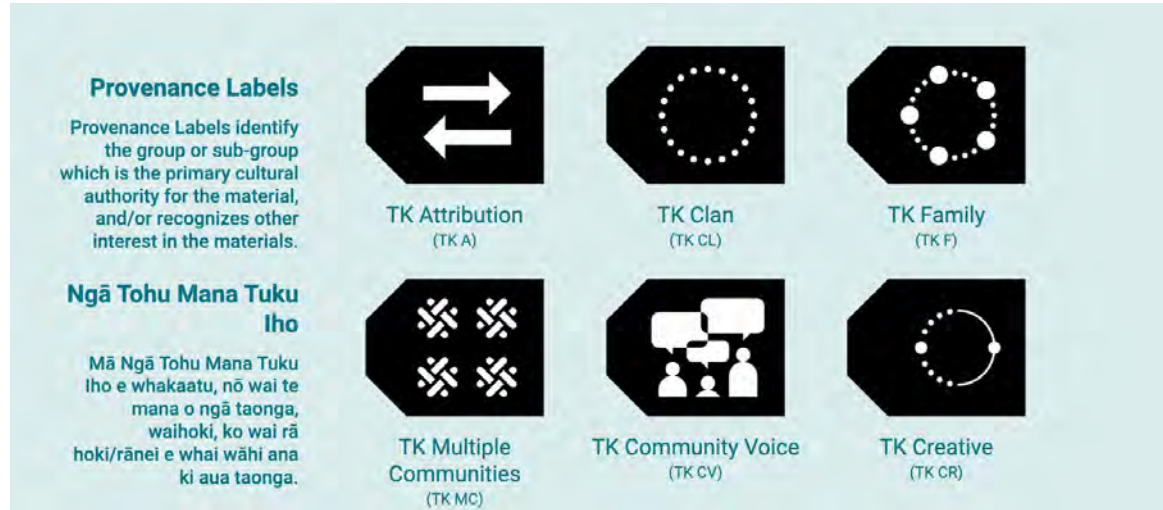 Provenance Labels
Provenance Labels identify
the group or sub-group
which is the primary cultural
authority for the material,
and/or recognizes other
interest in the materials.
Ngā Tohu Mana Tuku
Iho
Mā Ngā Tohu Mana Tuku
Iho e whakaatu, nō wai te
mana o ngā taonga,
waihoki, ko wai rā
hoki/rānei e whai wāhi ana
ki aua taonga.
TK Attribution
(TK A)
TK Clan
(TK CL)
TK Family
(TK F)
TK Multiple
Communities
(TK MC)
TK Community Voice
(TK CV)
TK Creative
(TK CR)